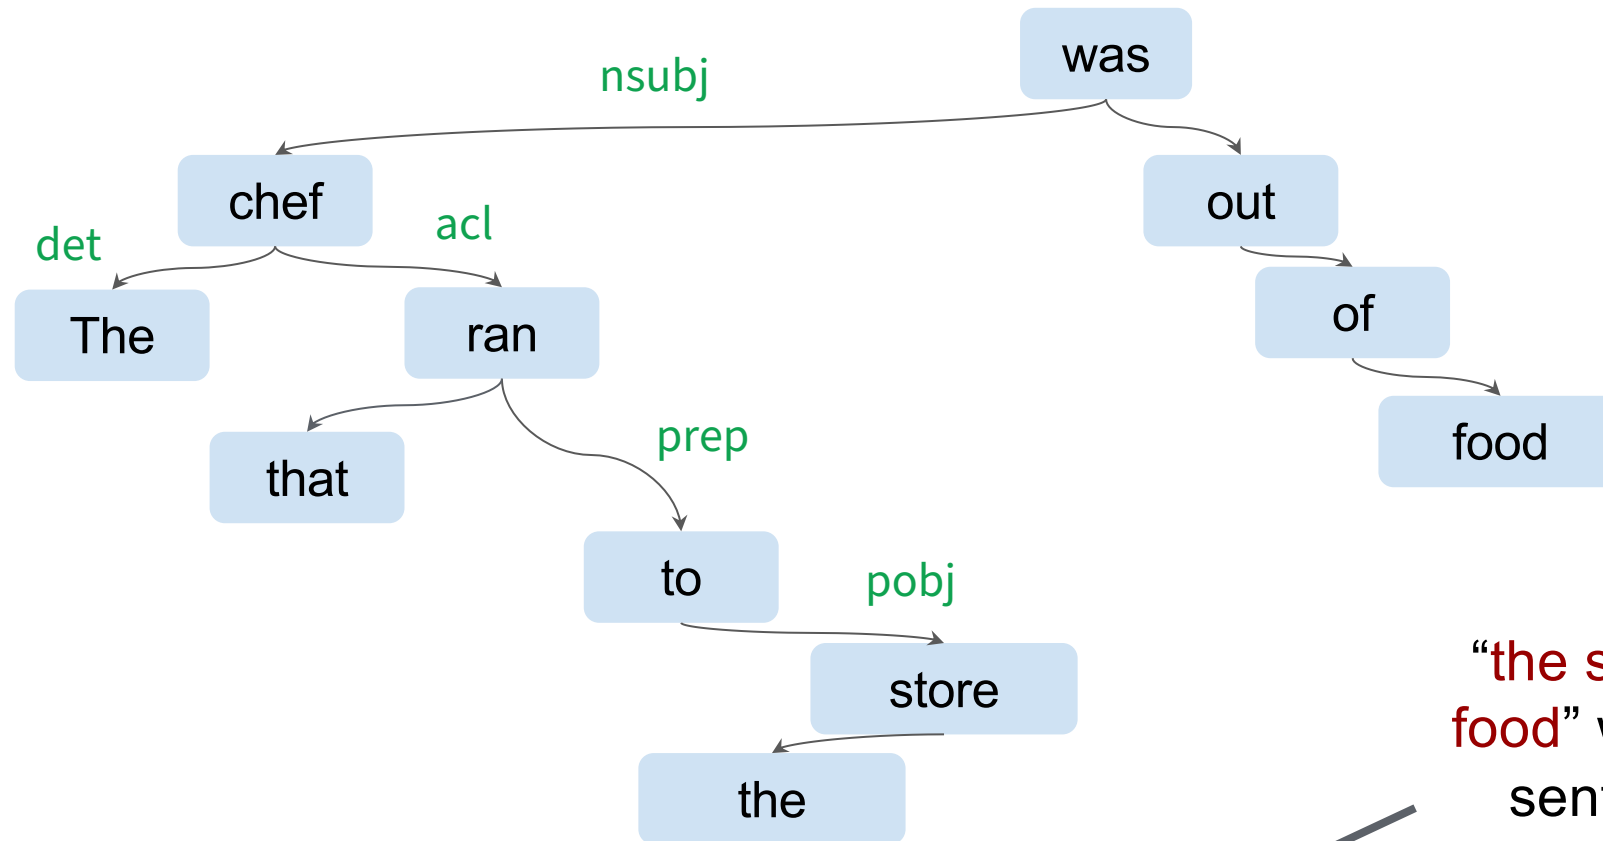 was
nsubj
chef
out
det
acl
The
ran
of
that
prep
food
to
pobj
store
the
“the
food”